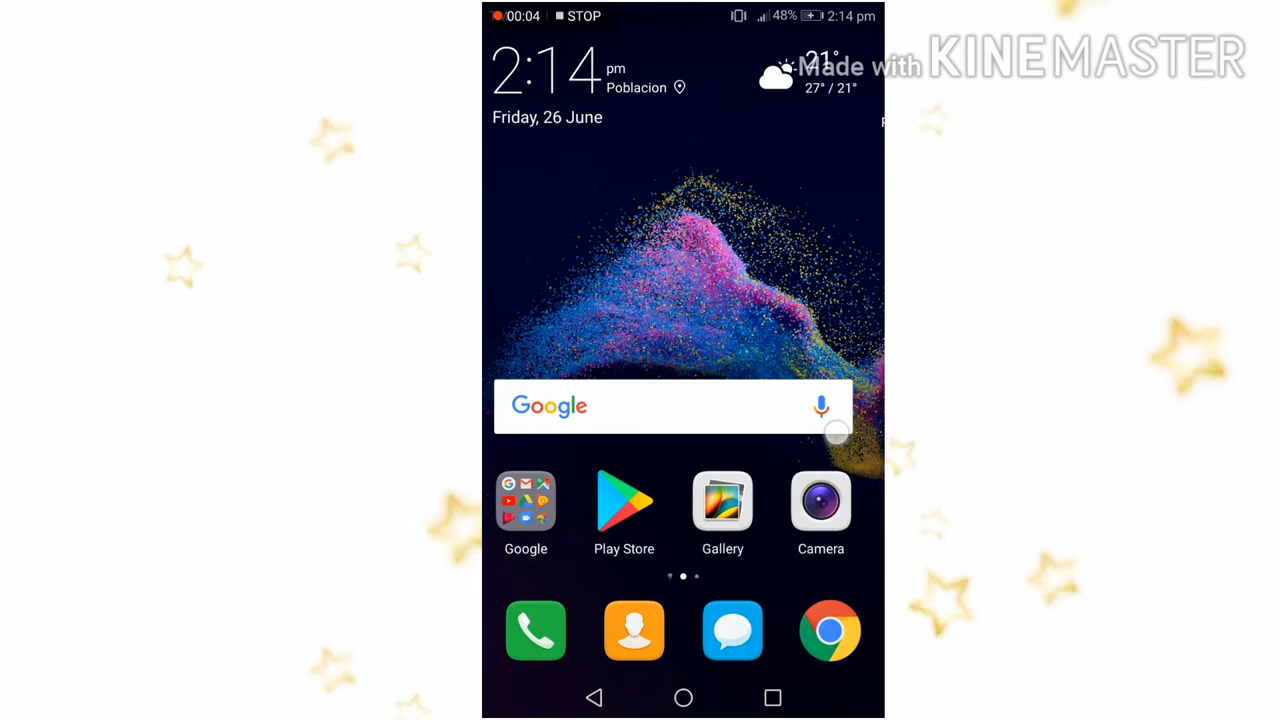 00:04 STOP 48% 2:14 pm
Made with KINEMASTER
2:14 pm
Poblacion
21°
27° / 21°
Friday, 26 June
Google
Google
Play Store
Gallery
Camera